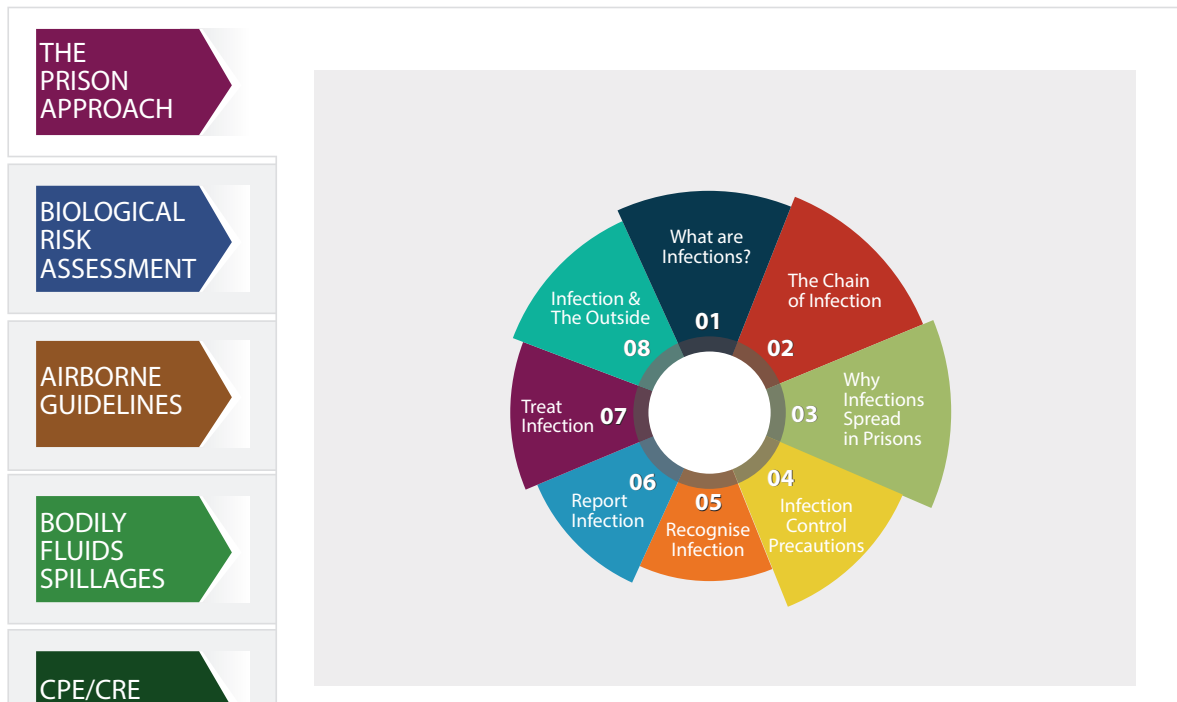 THE
PRISON
APPROACH
BIOLOGICAL
RISK
ASSESSMENT
AIRBORNE
GUIDELINES
BODILY
FLUIDS
SPILLAGES
CPE/CRE
What are
Infections?
01
The Chain
of Infection
02
Why
Infections
Spread
in Prisons
03
04
Infection
Control
Precautions
05
Recognise
Infection
06
Report
Infection
Treat
Infection
07
Infection &
The Outside
08